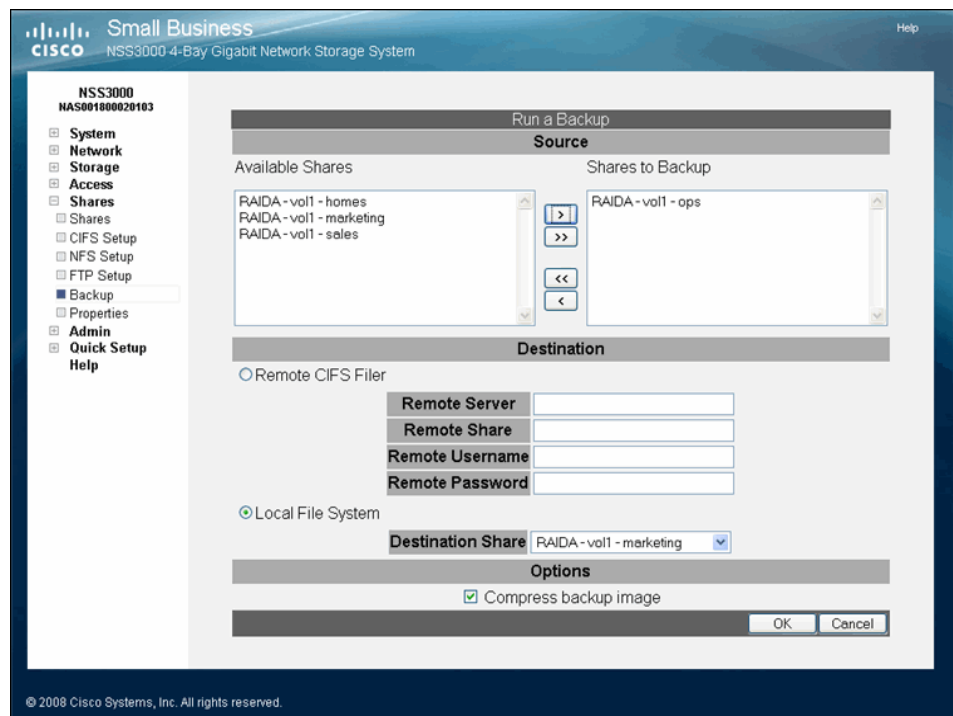 Small Business
CISCO NSS3000 4-Bay Gigabit Network Storage System
Help
NSS3000
NAS001800020103
System
Network
Storage
Access
Shares
Shares
CIFS Setup
NFS Setup
FTP Setup
Backup
Properties
Admin
Quick Setup
Help
Run a Backup
Source
Available Shares
Shares to Backup
RAIDA - vol1 - homes
RAIDA - vol1 - marketing
RAIDA - vol1 - sales
>
>>
<<
<
RAIDA - vol1 - ops
Destination
Remote CIFS Filer
Remote Server
Remote Share
Remote Username
Remote Password
Local File System
Destination Share RAIDA - vol1 - marketing
Options
Compress backup image
OK Cancel
© 2008 Cisco Systems, Inc. All rights reserved.